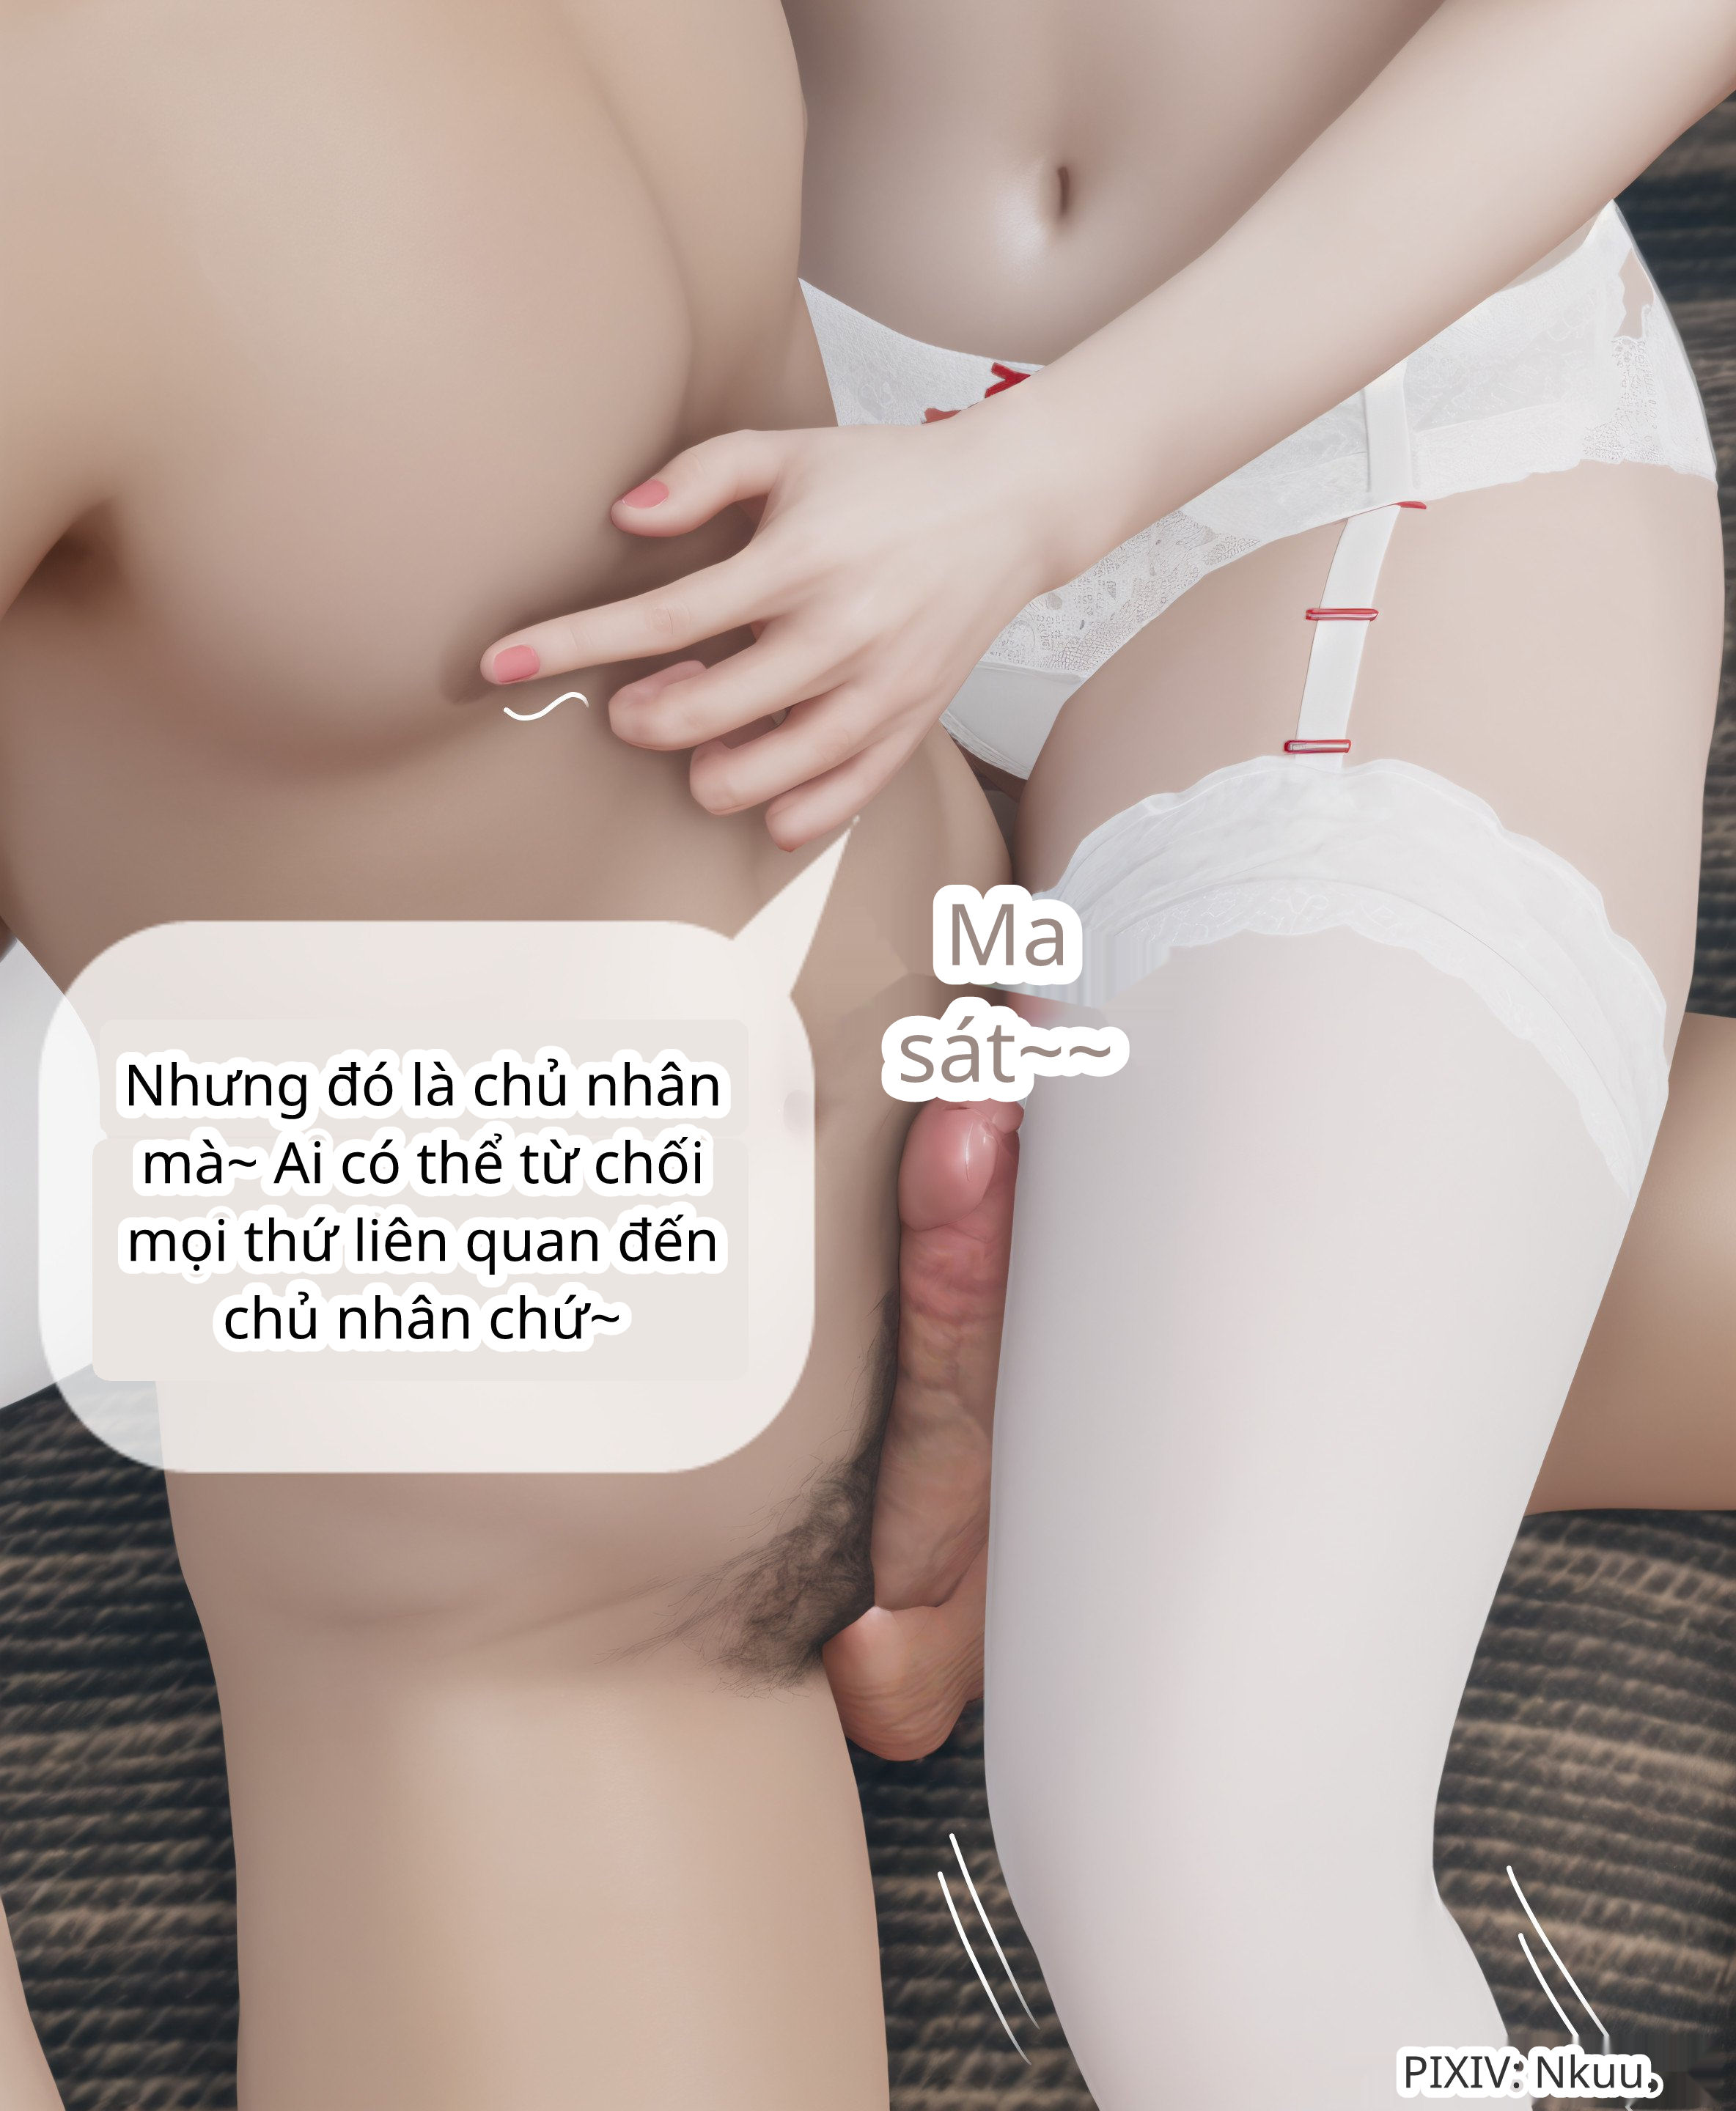 Ma
sát~~
Nhưng đó là chủ nhân
mà~ Ai có thể từ chối
mọi thứ liên quan đến
chủ nhân chứ~
PIXIV: Nkuu,